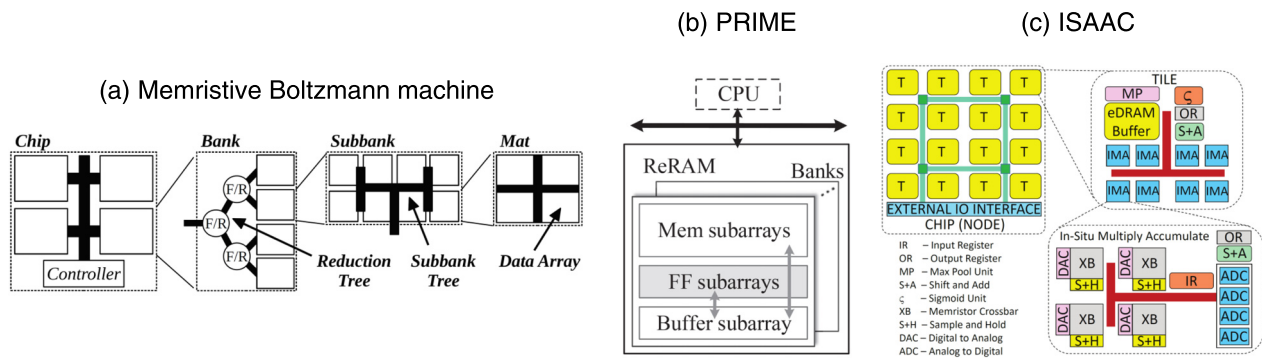 (a) Memristive Boltzmann machine
Chip
Controller
Bank
F/R
F/R
F/R
Reduction
Tree
Subbank
Subbank
Tree
Mat
Data Array
(b) PRIME
CPU
ReRAM
Banks
Mem subarrays
FF subarrays
Buffer subarray
(c) ISAAC
T T T T
T T T T
T T T T
T T T T
EXTERNAL IO INTERFACE
CHIP (NODE)
IR – Input Register
OR – Output Register
MP – Max Pool Unit
S+A – Shift and Add
ς – Sigmoid Unit
XB – Memristor Crossbar
S+H – Sample and Hold
DAC – Digital to Analog
ADC – Analog to Digital
TILE
MP
ς
eDRAM
Buffer
OR
S+A
IMA IMA IMA IMA
IMA IMA IMA IMA
In-Situ Multiply Accumulate
OR
S+A
DAC XB S+H
DAC XB S+H
IR
DAC XB S+H
DAC XB S+H
ADC
ADC
ADC
ADC